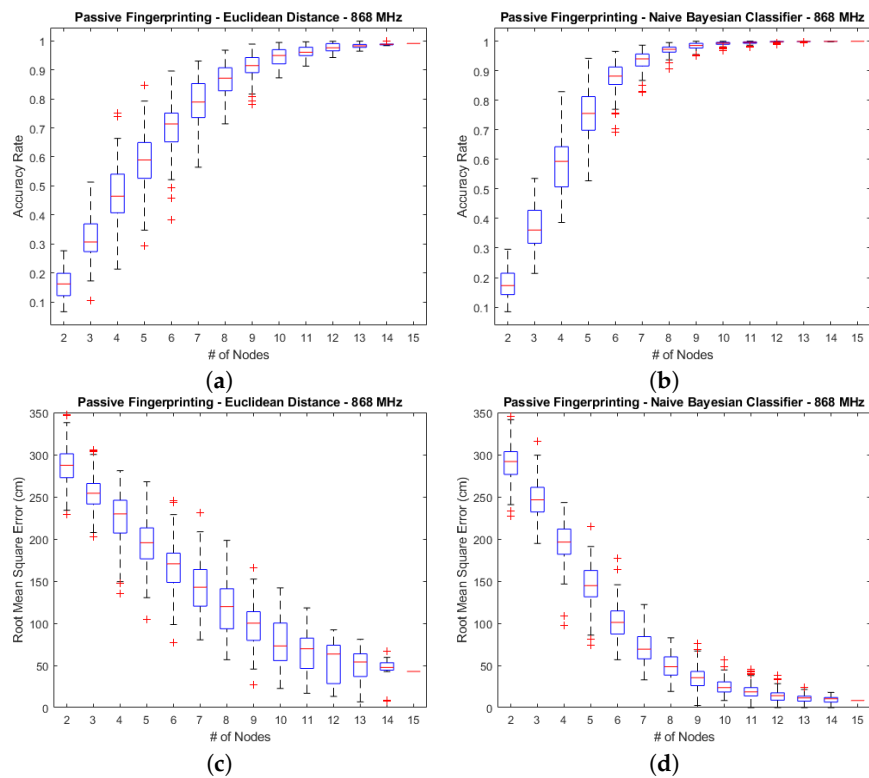 Passive Fingerprinting - Euclidean Distance - 868 MHz
1
0.9
0.8
0.7
0.6
0.5
0.4
0.3
0.2
0.1
Accuracy Rate
2 3 4 5 6 7 8 9 10 11 12 13 14 15
# of Nodes
(a)
Passive Fingerprinting - Naive Bayesian Classifier - 868 MHz
1
0.9
0.8
0.7
0.6
0.5
0.4
0.3
0.2
0.1
Accuracy Rate
2 3 4 5 6 7 8 9 10 11 12 13 14 15
# of Nodes
(b)
Passive Fingerprinting - Euclidean Distance - 868 MHz
350
300
250
200
150
100
50
0
Root Mean Square Error (cm)
2 3 4 5 6 7 8 9 10 11 12 13 14 15
# of Nodes
(c)
Passive Fingerprinting - Naive Bayesian Classifier - 868 MHz
350
300
250
200
150
100
50
0
Root Mean Square Error (cm)
2 3 4 5 6 7 8 9 10 11 12 13 14 15
# of Nodes
(d)